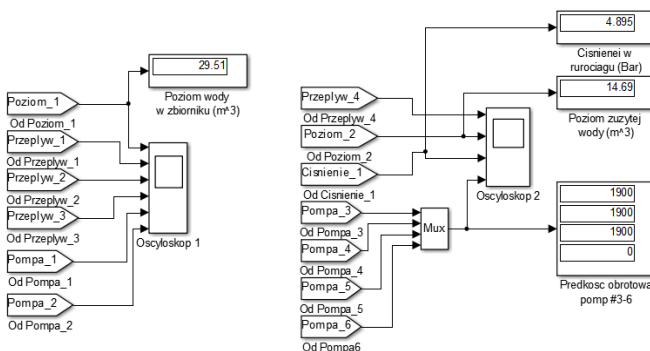 29.51
Poziom wody
w zbiorniku (m^3)
Poziom_1
Od Poziom_1
Przeplyw_1
Od Przeplyw_1
Przeplyw_2
Od Przeplyw_2
Przeplyw_3
Od Przeplyw_3
Pompa_1
Od Pompa_1
Pompa_2
Od Pompa_2
Oscyloskop 1
4.895
Cisnienei w
rurociagu (Bar)
14.69
Poziom zuzytej
wody (m^3)
Przeplyw_4
Od Przeplyw_4
Poziom_2
Od Poziom_2
Cisnienie_1
Od Cisnienie_1
Oscyloskop 2
Pompa_3
Od Pompa_3
Pompa_4
Od Pompa_4
Pompa_5
Od Pompa_5
Pompa_6
Od Pompa6
Mux
1900
1900
1900
0
Predkosc obrotowa
pomp #3-6